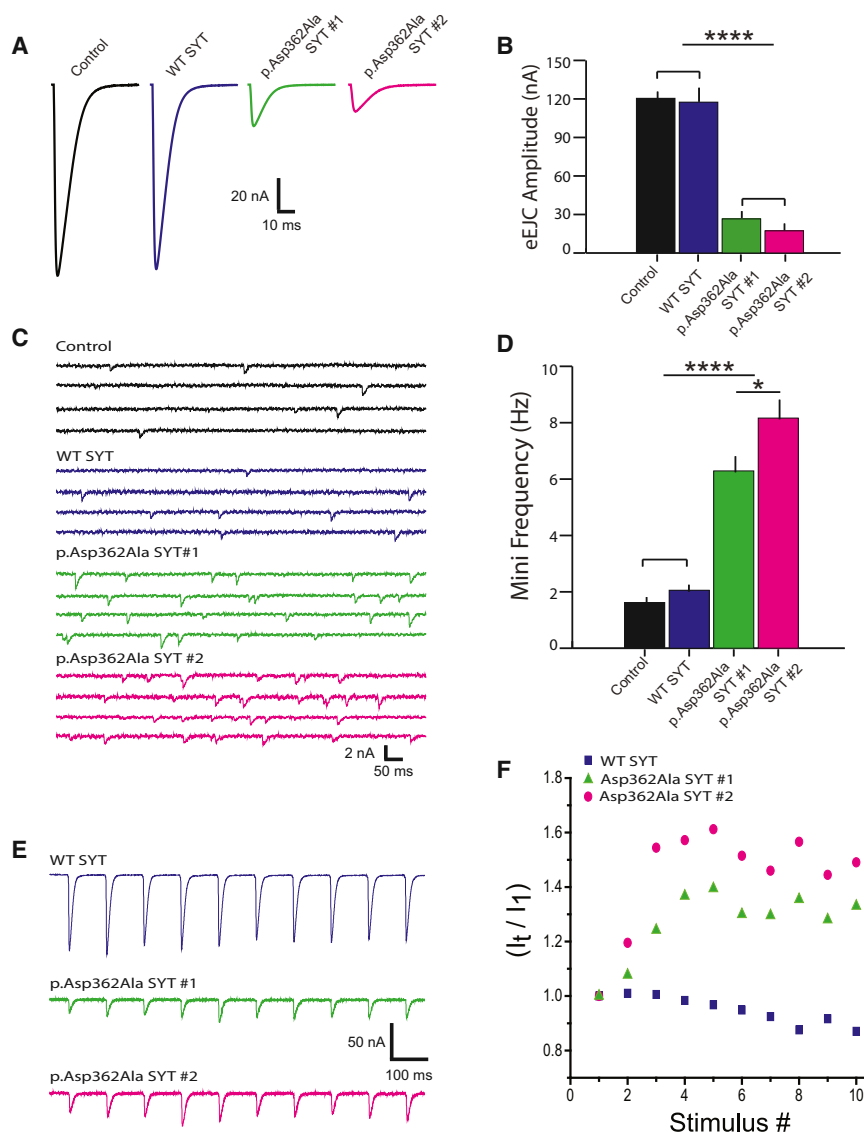 A
Control
WT SYT
p.Asp362Ala
SYT #1
p.Asp362Ala
SYT #2
20 nA
10 ms
B
****
eEJC Amplitude (nA)
150
120
90
60
30
0
Control
WT SYT
p.Asp362Ala
SYT #1
p.Asp362Ala
SYT #2
C
Control
WT SYT
p.Asp362Ala SYT#1
p.Asp362Ala SYT #2
2 nA
50 ms
D
****
*
Mini Frequency (Hz)
10
8
6
4
2
0
Control
WT SYT
p.Asp362Ala
SYT #1
p.Asp362Ala
SYT #2
E
WT SYT
p.Asp362Ala SYT #1
p.Asp362Ala SYT #2
50 nA
100 ms
F
WT SYT
Asp362Ala SYT #1
Asp362Ala SYT #2
(It / I1)
1.8
1.6
1.4
1.2
1.0
0.8
0 2 4 6 8 10
Stimulus #